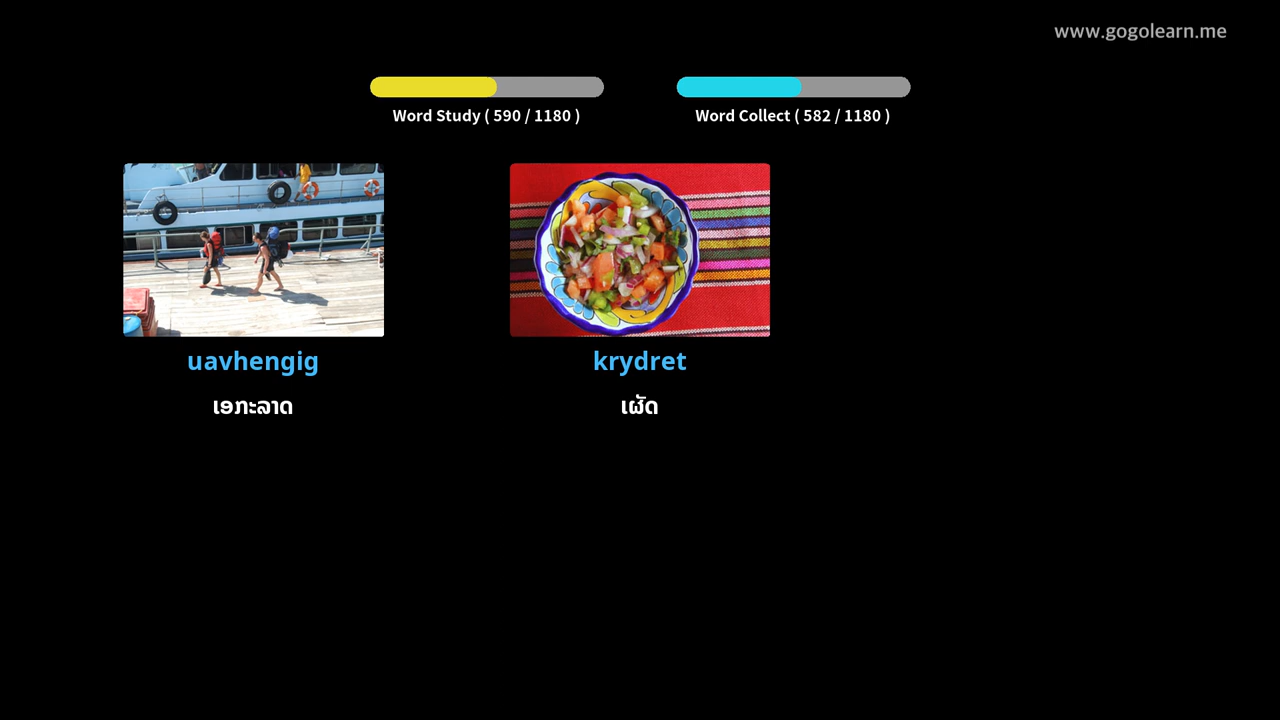 www.gogolearn.me
Word Study ( 590 / 1180 )
Word Collect ( 582 / 1180 )
uavhengig
krydret
ເອກະລາດ
ເຜັດ